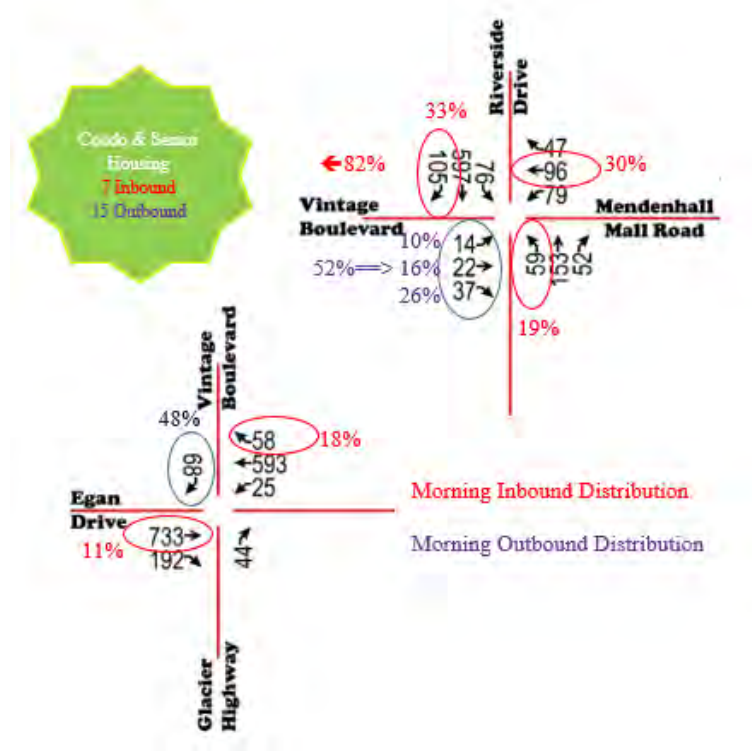 Condo & Senior
Housing
7 Inbound
15 Outbound
Riverside
Drive
33%
82%
105
597
76
47
96
79
30%
Vintage
Boulevard
Mendenhall
Mall Road
10%
52%==> 16%
26%
14
22
37
59
153
52
19%
Vintage
Boulevard
48%
89
58
593
25
18%
Egan
Drive
11%
733
192
44
Glacier
Highway
Morning Inbound Distribution
Morning Outbound Distribution